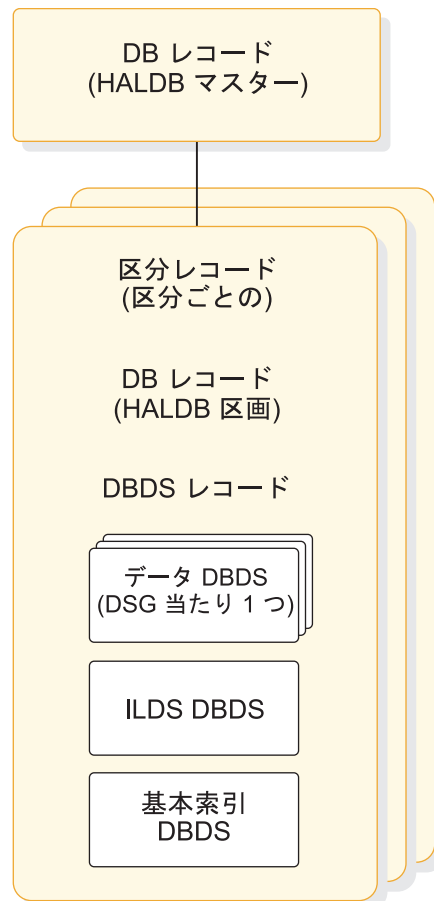 DB レコード
(HALDB マスター)
区分レコード
(区分ごとの)
DB レコード
(HALDB 区画)
DBDS レコード
データ DBDS
(DSG 当たり 1 つ)
ILDS DBDS
基本索引
DBDS